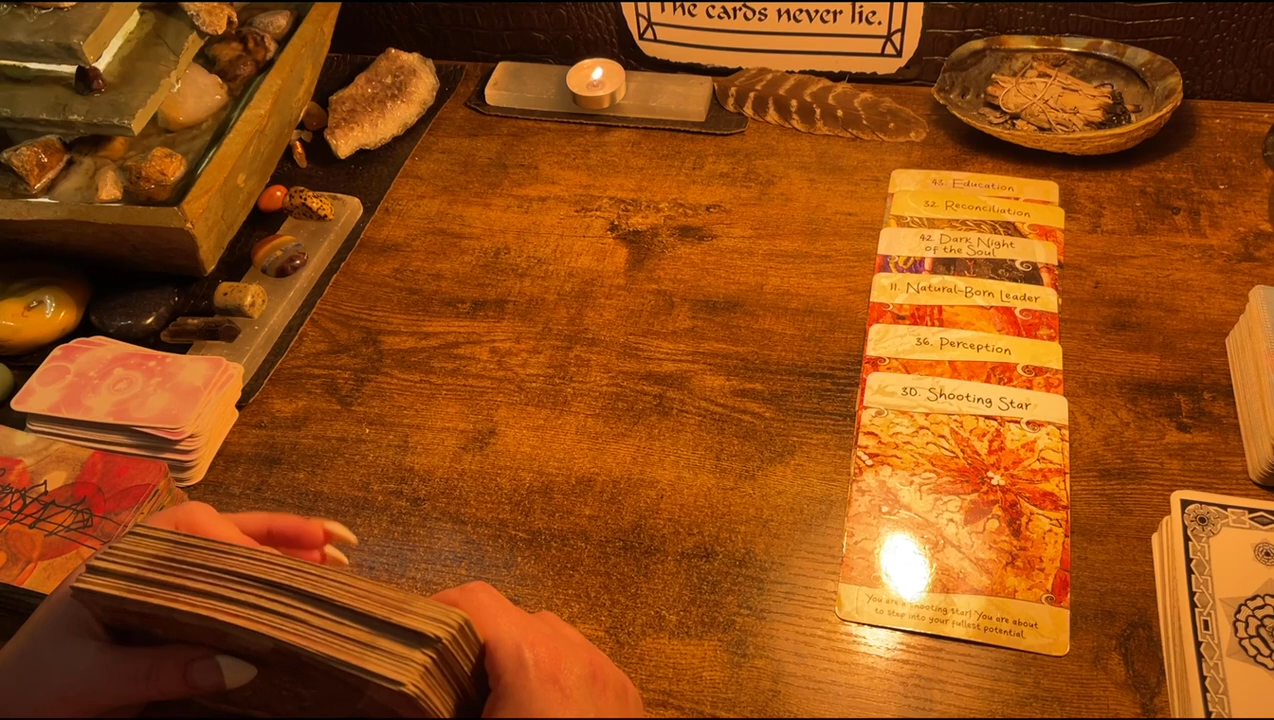 The cards never lie.
43. Education
32. Reconciliation
42. Dark Night
of the Soul
11. Natural-Born Leader
36. Perception
30. Shooting Star
You are a shooting star! You are about
to step into your fullest potential.